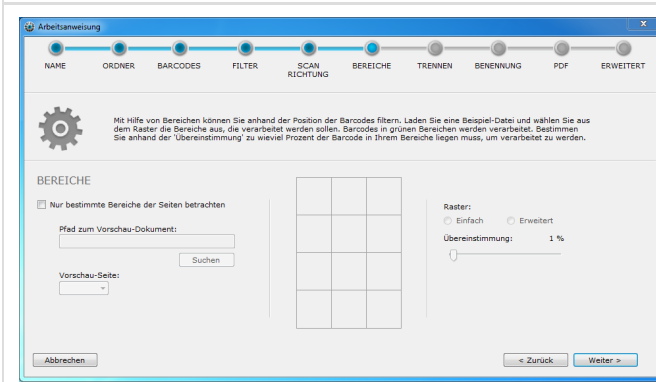 Arbeitsanweisung
x
NAME ORDNER BARCODES FILTER SCAN RICHTUNG BEREICHE TRENNEN BENENNUNG PDF ERWEITERT
Mit Hilfe von Bereichen können Sie anhand der Position der Barcodes filtern. Laden Sie eine Beispiel-Datei und wählen Sie aus
dem Raster die Bereiche aus, die verarbeitet werden sollen. Barcodes in grünen Bereichen werden verarbeitet. Bestimmen
Sie anhand der 'Übereinstimmung' zu wieviel Prozent der Barcode in Ihrem Bereiche liegen muss, um verarbeitet zu werden.
BEREICHE
Nur bestimmte Bereiche der Seiten betrachten
Pfad zum Vorschau-Dokument:
Suchen
Vorschau-Seite:
Raster:
Einfach Erweitert
Übereinstimmung: 1 %
Abbrechen < Zurück Weiter >